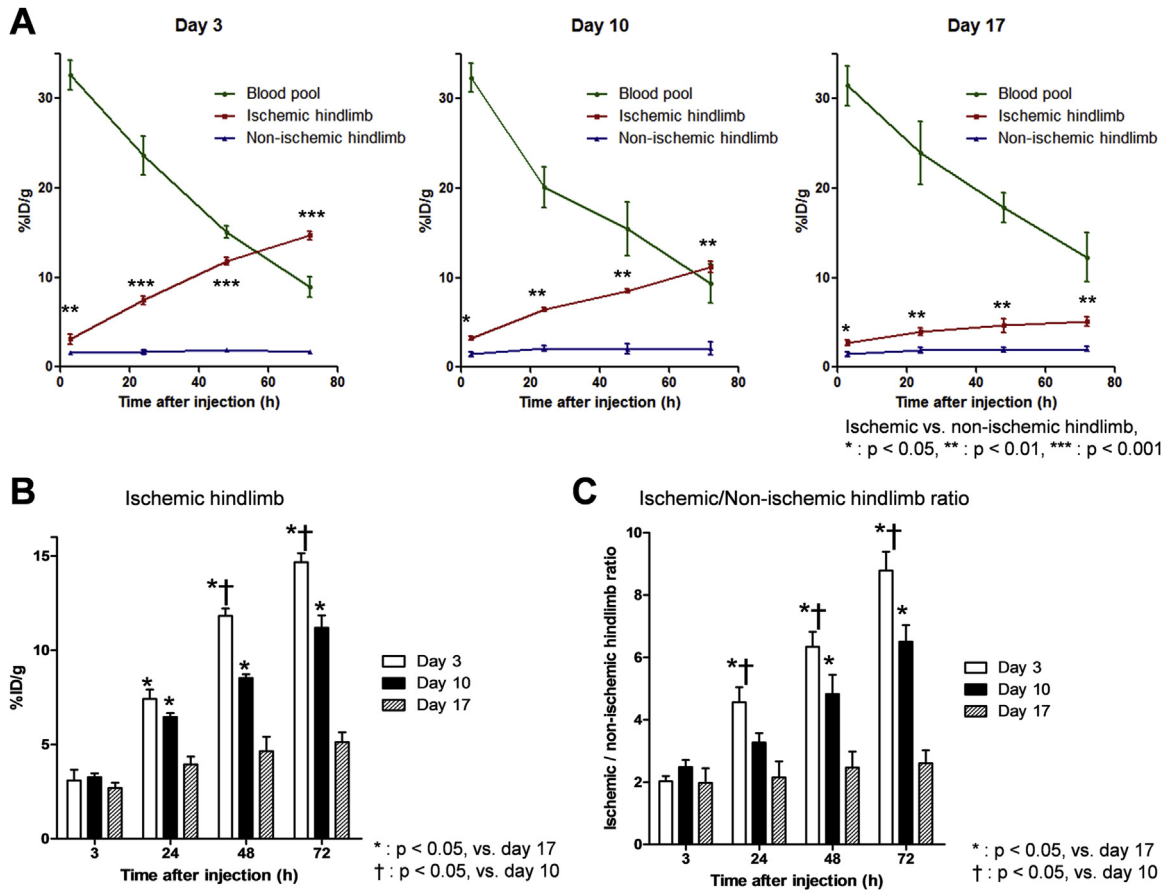 A
Day 3
Day 10
Day 17
%ID/g
30
20
10
0
Blood pool
Ischemic hindlimb
Non-ischemic hindlimb
**
***
***
***
0 20 40 60 80
Time after injection (h)
%ID/g
30
20
10
0
Blood pool
Ischemic hindlimb
Non-ischemic hindlimb
*
**
**
**
0 20 40 60 80
Time after injection (h)
%ID/g
30
20
10
0
Blood pool
Ischemic hindlimb
Non-ischemic hindlimb
*
**
**
**
0 20 40 60 80
Time after injection (h)
Ischemic vs. non-ischemic hindlimb,
* : p < 0.05, ** : p < 0.01, *** : p < 0.001
B
Ischemic hindlimb
%ID/g
15
10
5
0
* *
*† *
*† *
Day 3
Day 10
Day 17
3 24 48 72
Time after injection (h)
* : p < 0.05, vs. day 17
† : p < 0.05, vs. day 10
C
Ischemic/Non-ischemic hindlimb ratio
Ischemic / non-ischemic hindlimb ratio
10
8
6
4
2
0
*†
*† *
*† *
Day 3
Day 10
Day 17
3 24 48 72
Time after injection (h)
* : p < 0.05, vs. day 17
† : p < 0.05, vs. day 10